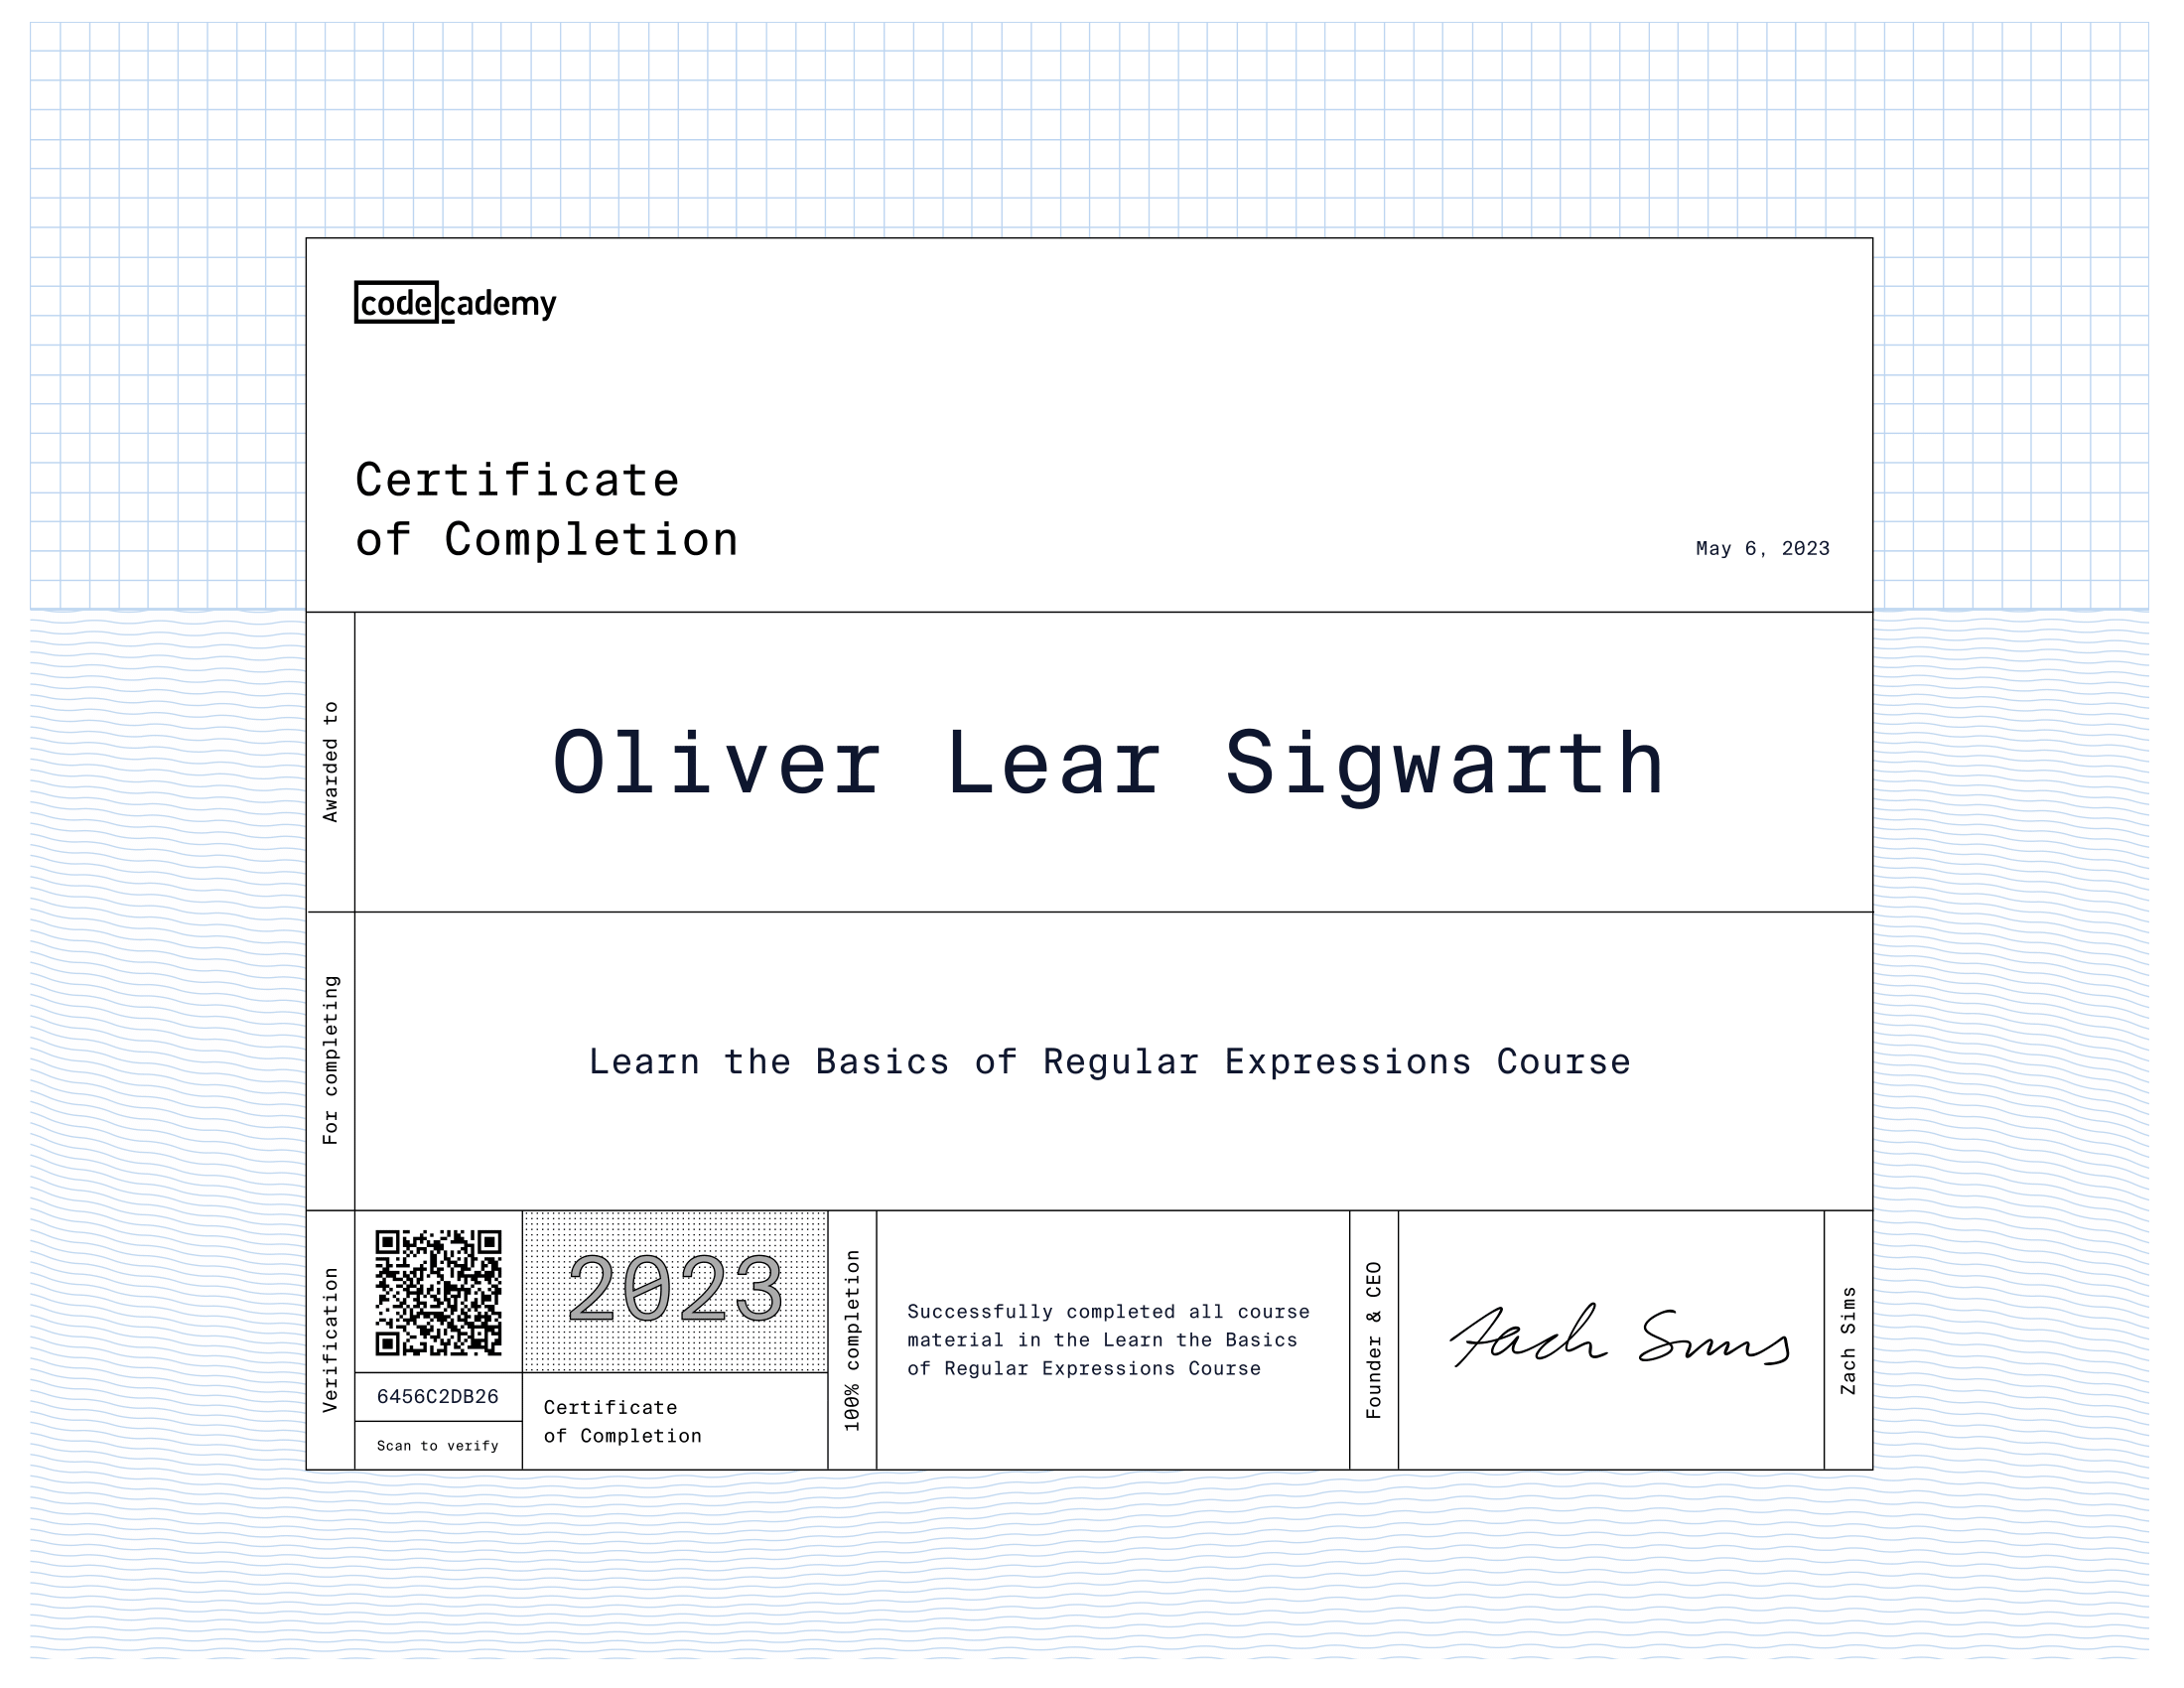 codecademy
Certificate
of Completion
May 6, 2023
Awarded to
Oliver Lear Sigwarth
For completing
Learn the Basics of Regular Expressions Course
Verification
6456C2DB26
Scan to verify
2023
Certificate
of Completion
100% completion
Successfully completed all course
material in the Learn the Basics
of Regular Expressions Course
Founder & CEO
Zach Sims
Zach Sims